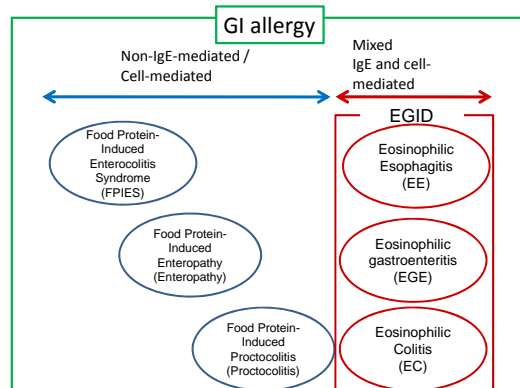 GI allergy
Non-IgE-mediated /
Cell-mediated
Mixed
IgE and cell-
mediated
EGID
Food Protein-
Induced
Enterocolitis
Syndrome
(FPIES)
Eosinophilic
Esophagitis
(EE)
Food Protein-
Induced
Enteropathy
(Enteropathy)
Eosinophilic
gastroenteritis
(EGE)
Food Protein-
Induced
Proctocolitis
(Proctocolitis)
Eosinophilic
Colitis
(EC)